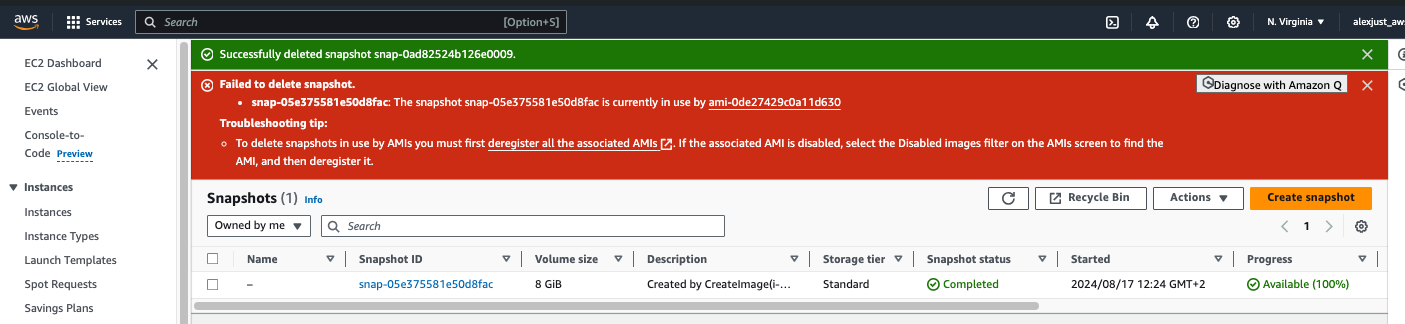 aws
Services
Search
[Option+S]
N. Virginia ▼
alexjust_aws
EC2 Dashboard
EC2 Global View
Events
Console-to-
Code Preview
Instances
Instances
Instance Types
Launch Templates
Spot Requests
Savings Plans
Successfully deleted snapshot snap-0ad82524b126e0009.
Failed to delete snapshot.
Diagnose with Amazon Q
• snap-05e375581e50d8fac: The snapshot snap-05e375581e50d8fac is currently in use by ami-0de27429c0a11d630
Troubleshooting tip:
To delete snapshots in use by AMIs you must first deregister all the associated AMIs. If the associated AMI is disabled, select the Disabled images filter on the AMIs screen to find the
AMI, and then deregister it.
Snapshots (1) Info
Recycle Bin
Actions ▼
Create snapshot
Owned by me ▼
Search
1
Name
Snapshot ID
Volume size
Description
Storage tier
Snapshot status
Started
Progress
–
snap-05e375581e50d8fac
8 GiB
Created by CreateImage(i-...
Standard
Completed
2024/08/17 12:24 GMT+2
Available (100%)